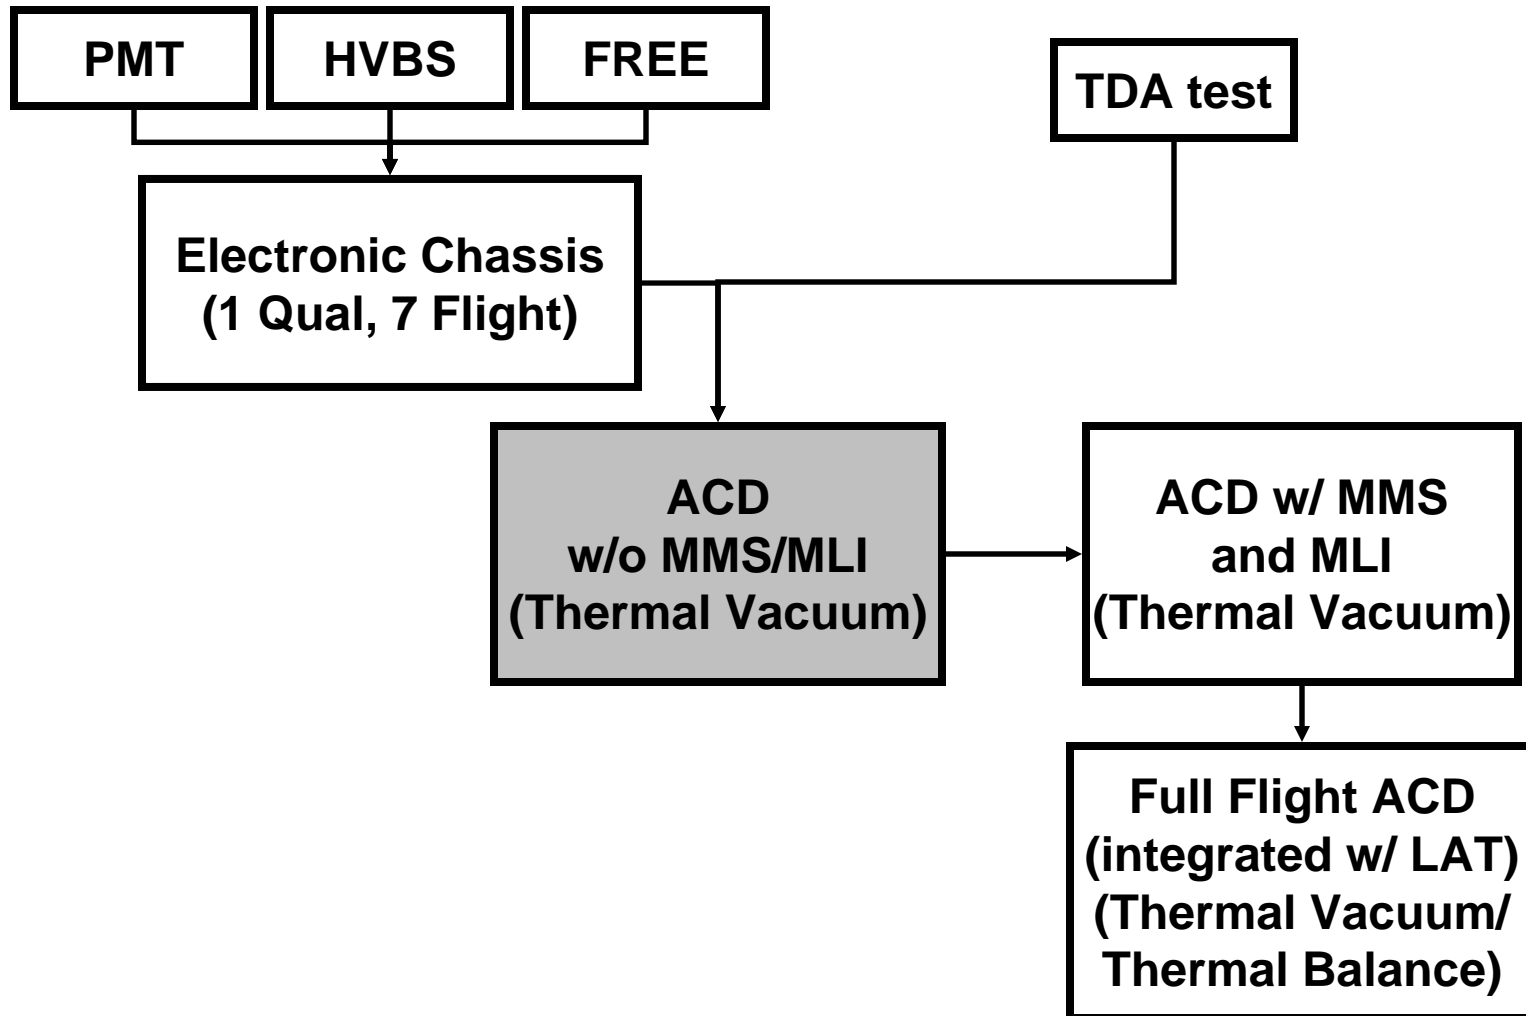 PMT
HVBS
FREE
TDA test
Electronic Chassis
(1 Qual, 7 Flight)
ACD
w/o MMS/MLI
(Thermal Vacuum)
ACD w/ MMS
and MLI
(Thermal Vacuum)
Full Flight ACD
(integrated w/ LAT)
(Thermal Vacuum/
Thermal Balance)